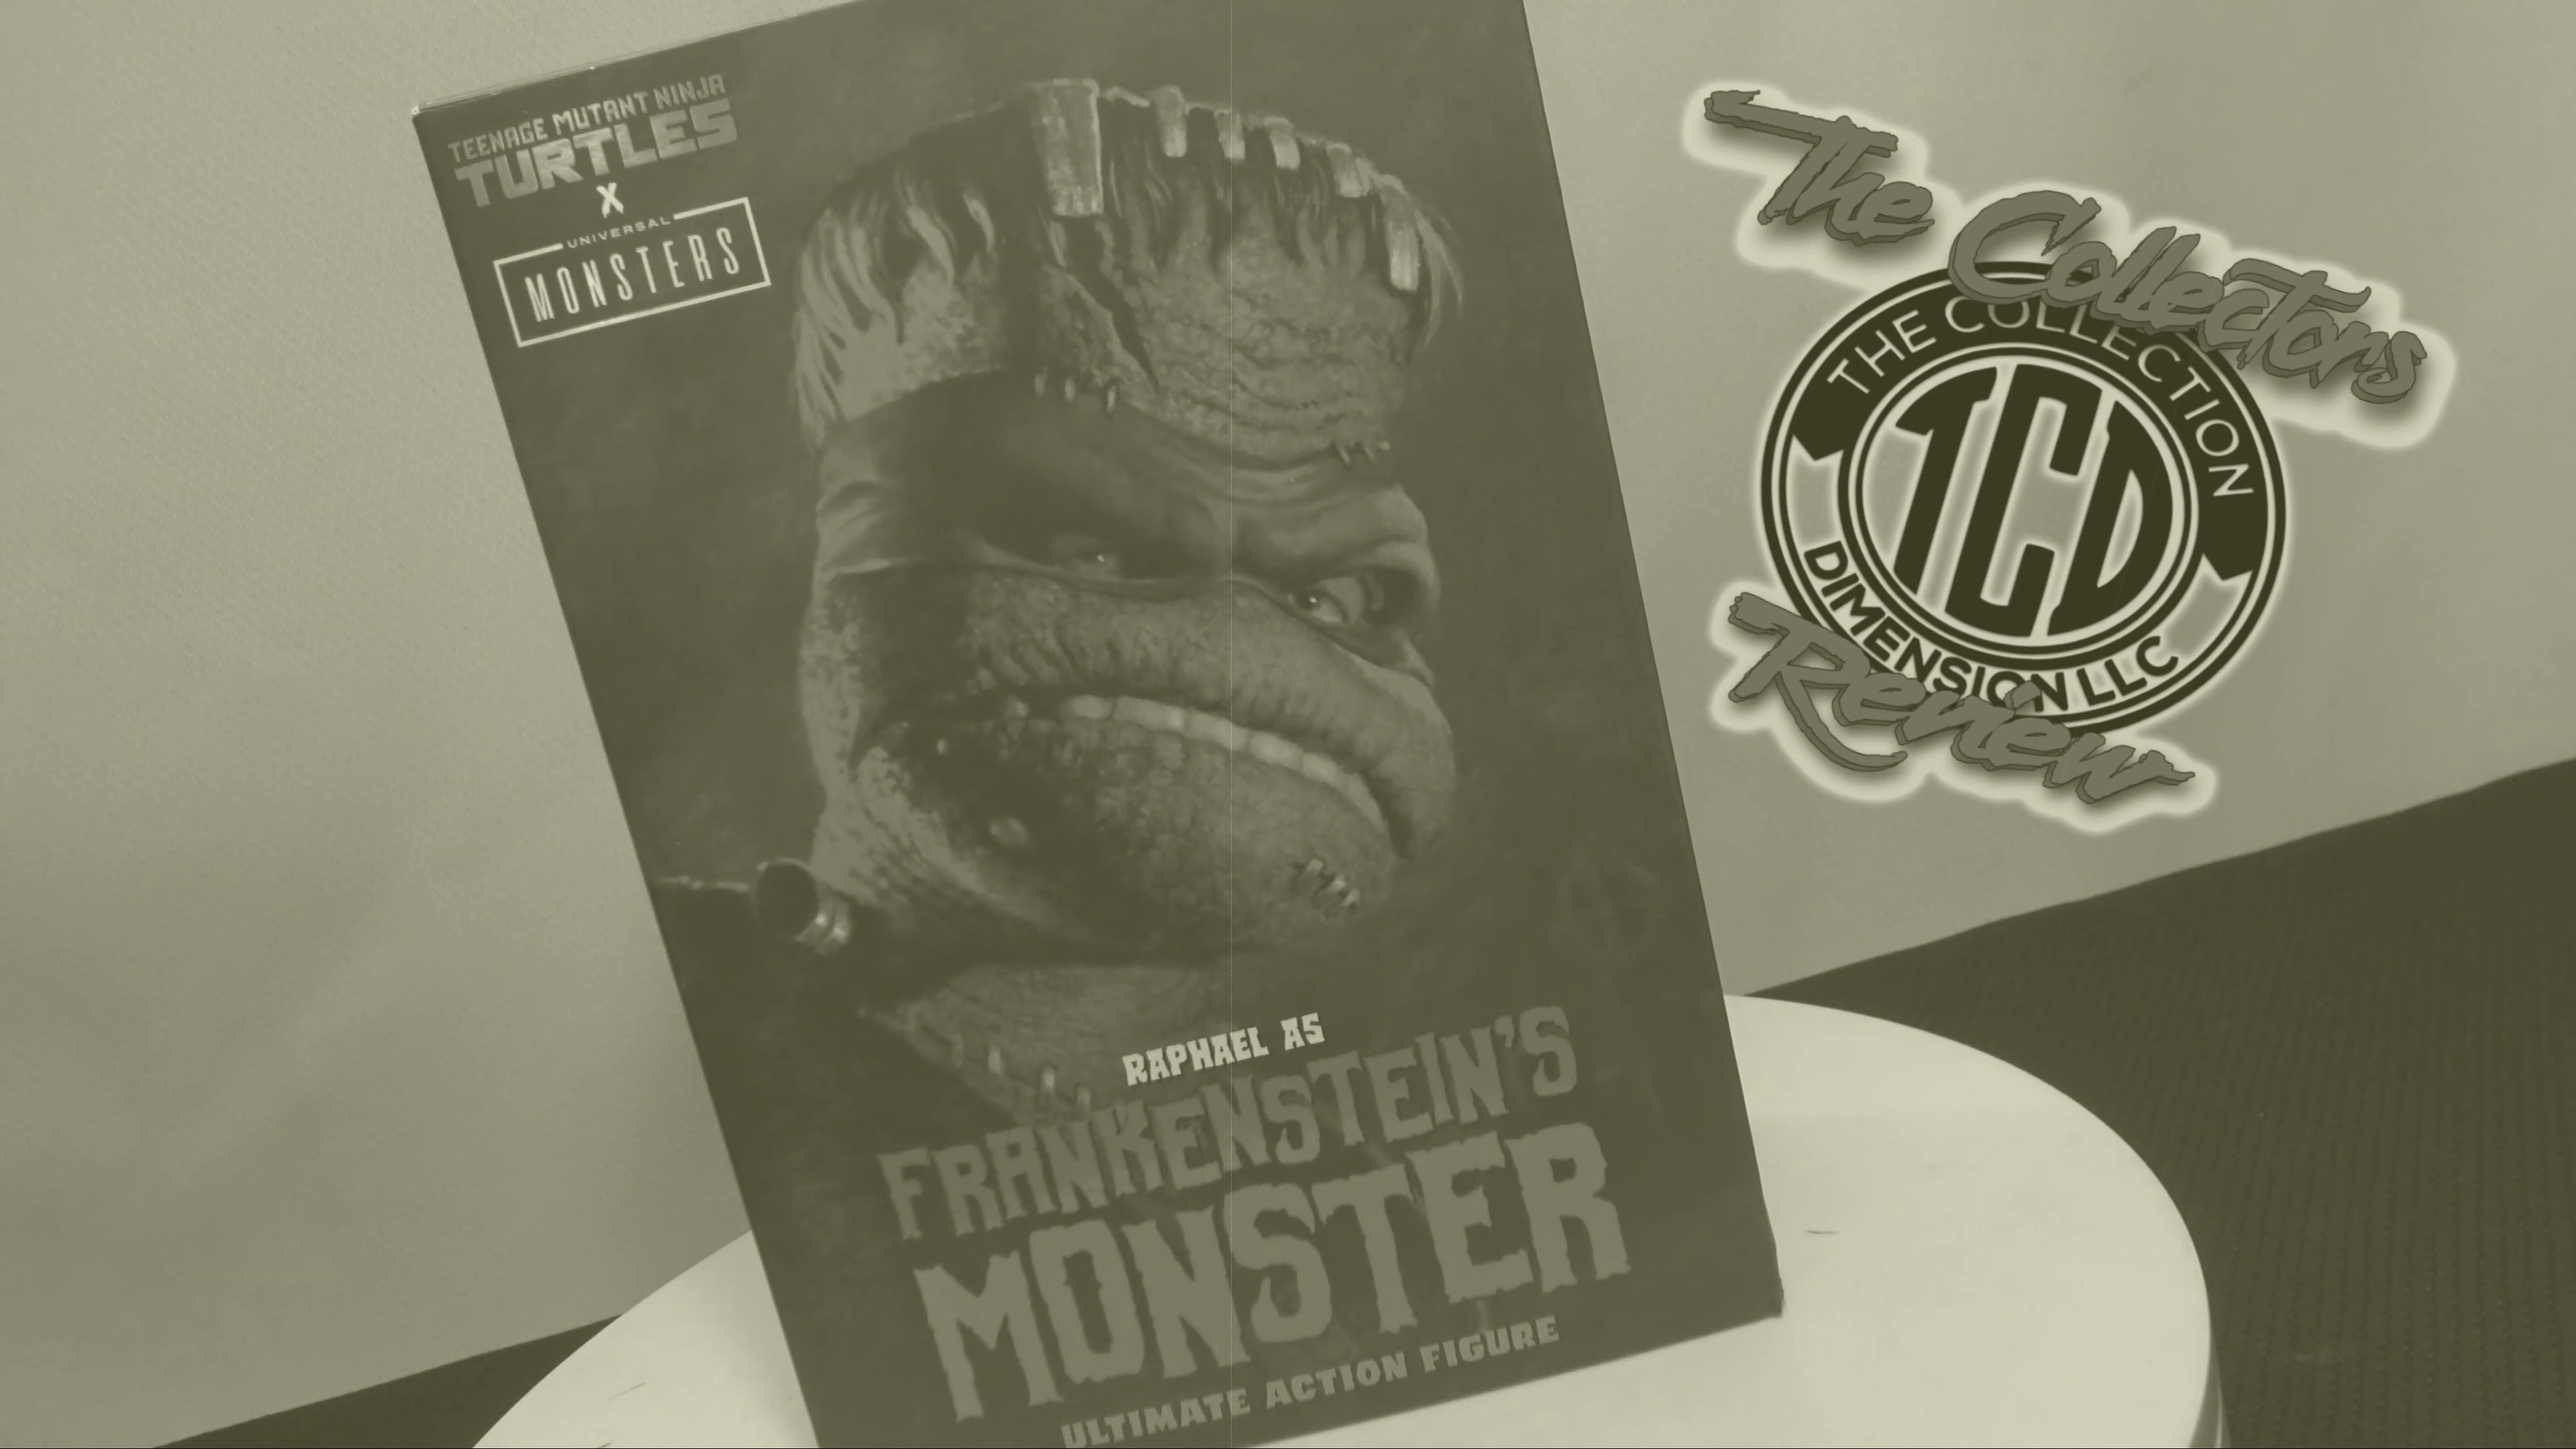 TEENAGE MUTANT NINJA
TURTLES
X
UNIVERSAL
MONSTERS
RAPHAEL AS
FRANKENSTEIN'S
MONSTER
ULTIMATE ACTION FIGURE
The Collectors
THE COLLECTION
TCD
DIMENSION LLC
Review